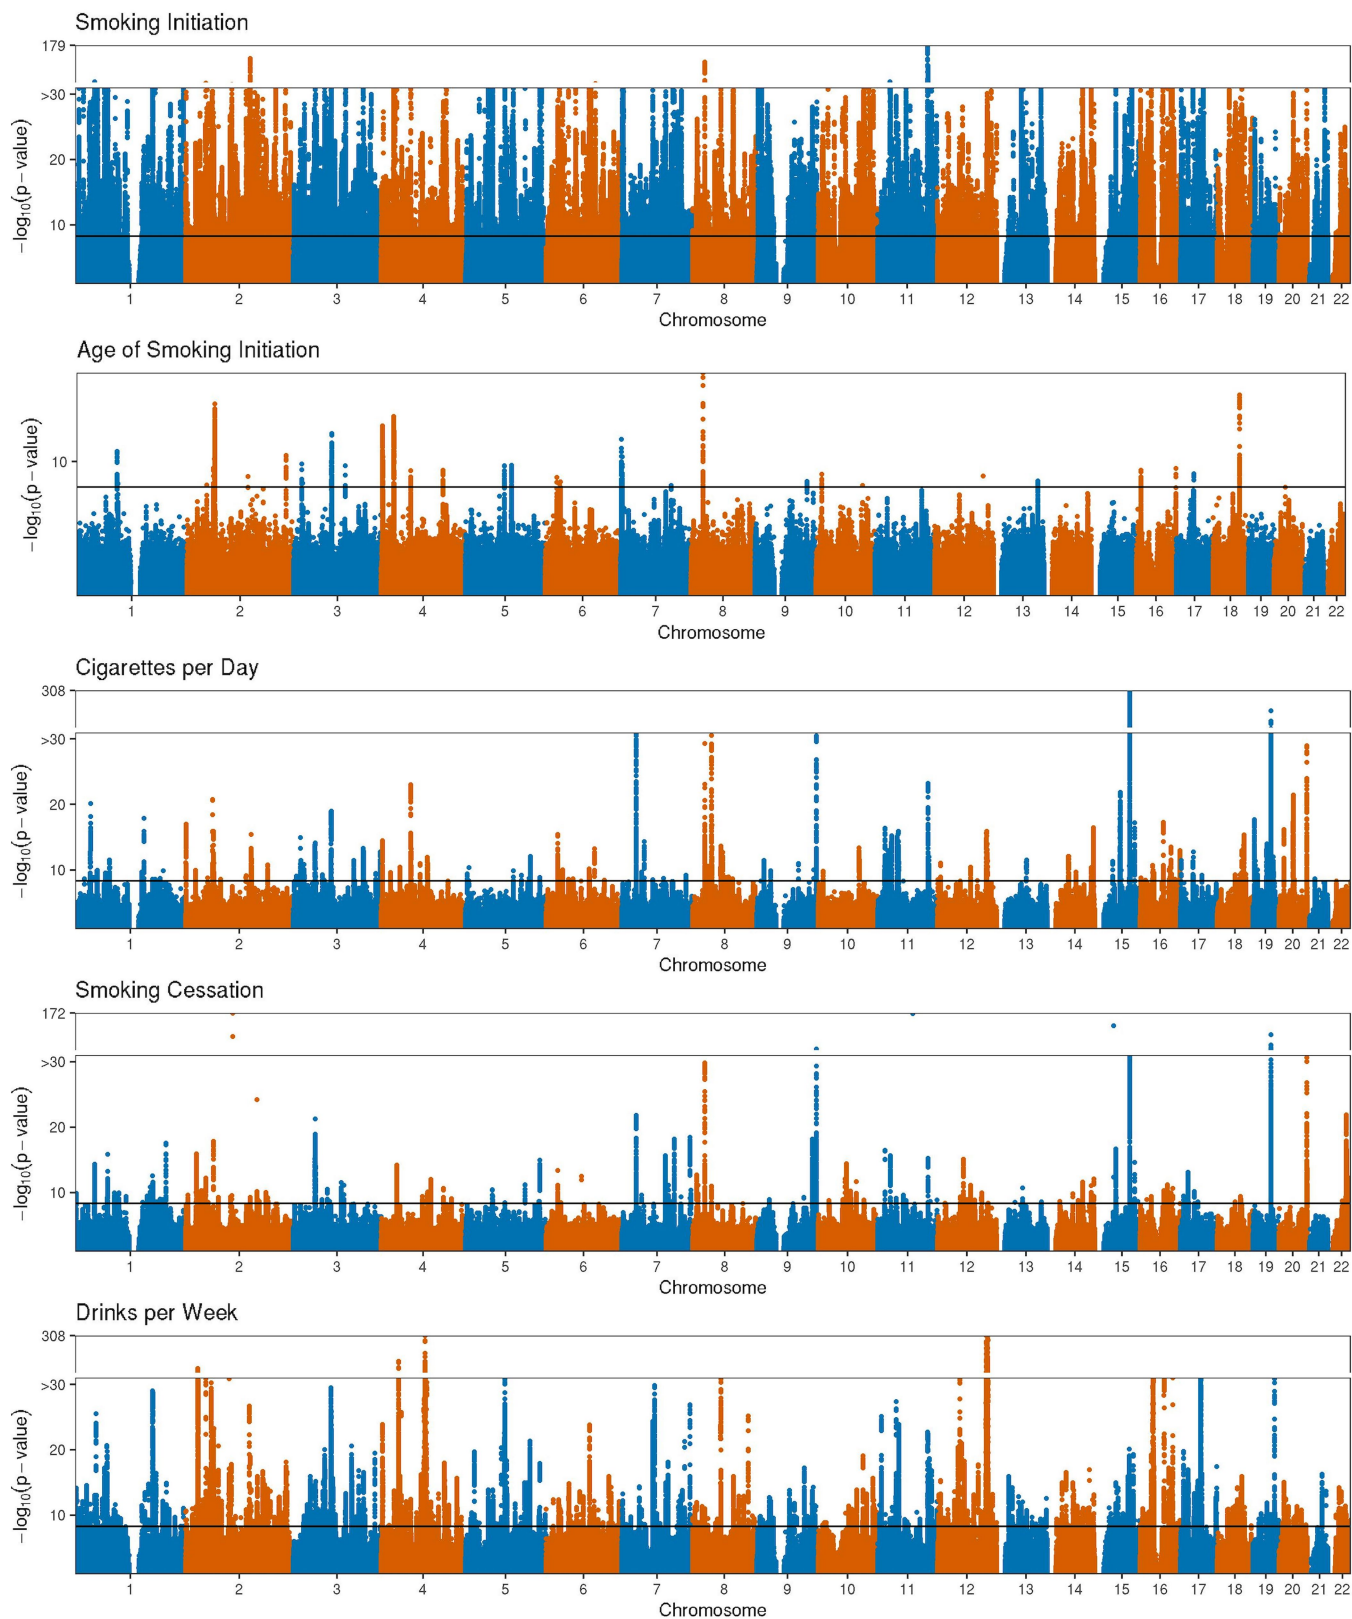 Smoking Initiation
179
>30
20
10
−log10(p−value)
1 2 3 4 5 6 7 8 9 10 11 12 13 14 15 16 17 18 19 20 21 22
Chromosome
Age of Smoking Initiation
10
−log10(p−value)
1 2 3 4 5 6 7 8 9 10 11 12 13 14 15 16 17 18 19 20 21 22
Chromosome
Cigarettes per Day
308
>30
20
10
−log10(p−value)
1 2 3 4 5 6 7 8 9 10 11 12 13 14 15 16 17 18 19 20 21 22
Chromosome
Smoking Cessation
172
>30
20
10
−log10(p−value)
1 2 3 4 5 6 7 8 9 10 11 12 13 14 15 16 17 18 19 20 21 22
Chromosome
Drinks per Week
308
>30
20
10
−log10(p−value)
1 2 3 4 5 6 7 8 9 10 11 12 13 14 15 16 17 18 19 20 21 22
Chromosome